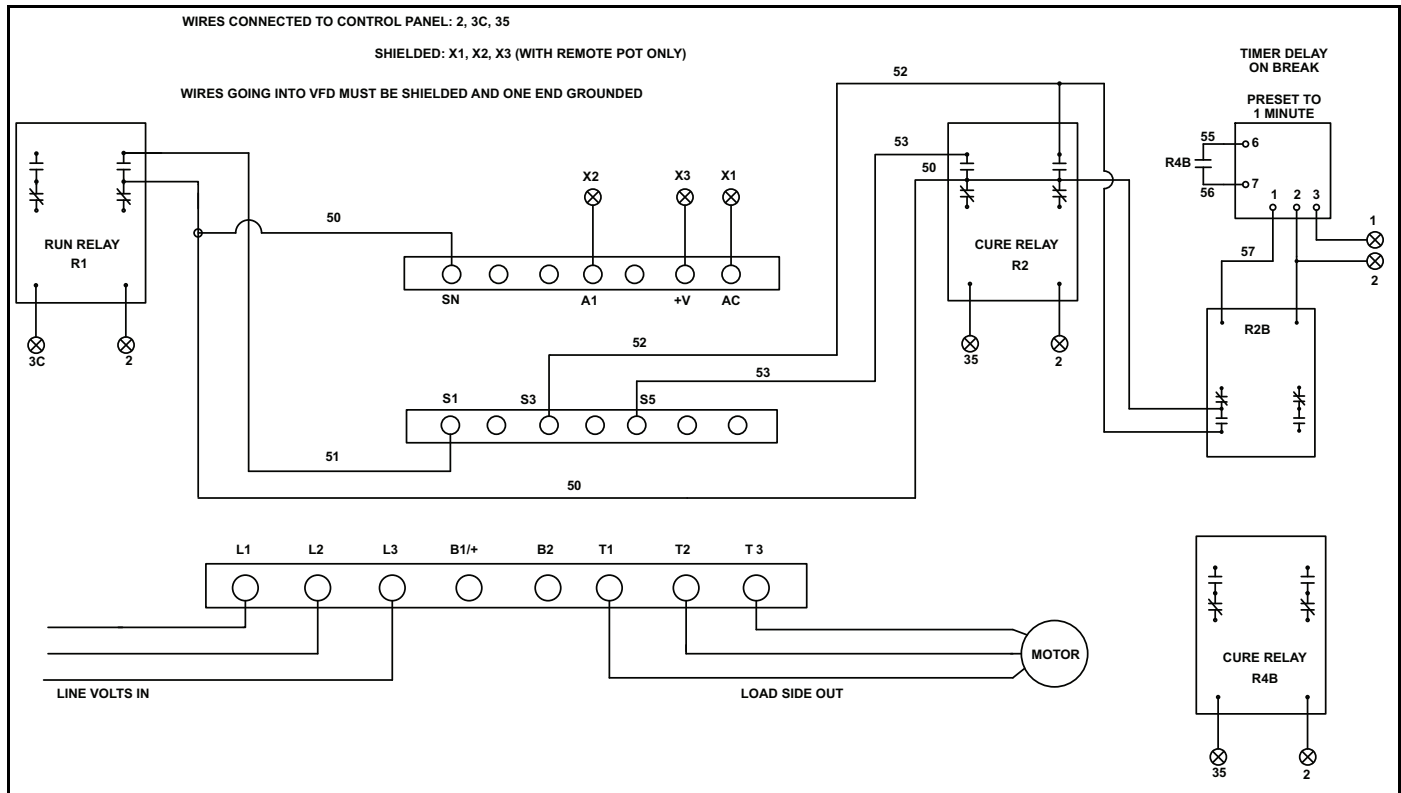 WIRES CONNECTED TO CONTROL PANEL: 2, 3C, 35
SHIELDED: X1, X2, X3 (WITH REMOTE POT ONLY)
WIRES GOING INTO VFD MUST BE SHIELDED AND ONE END GROUNDED
TIMER DELAY
ON BREAK
PRESET TO
1 MINUTE
52
53
50
55
6
R4B
7
56
1
2
3
1
2
57
X2
X3
X1
50
RUN RELAY
R1
CURE RELAY
R2
SN
A1
+V
AC
3C
2
35
2
R2B
52
53
S1
S3
S5
51
50
L1
L2
L3
B1/+
B2
T1
T2
T 3
MOTOR
LINE VOLTS IN
LOAD SIDE OUT
CURE RELAY
R4B
35
2